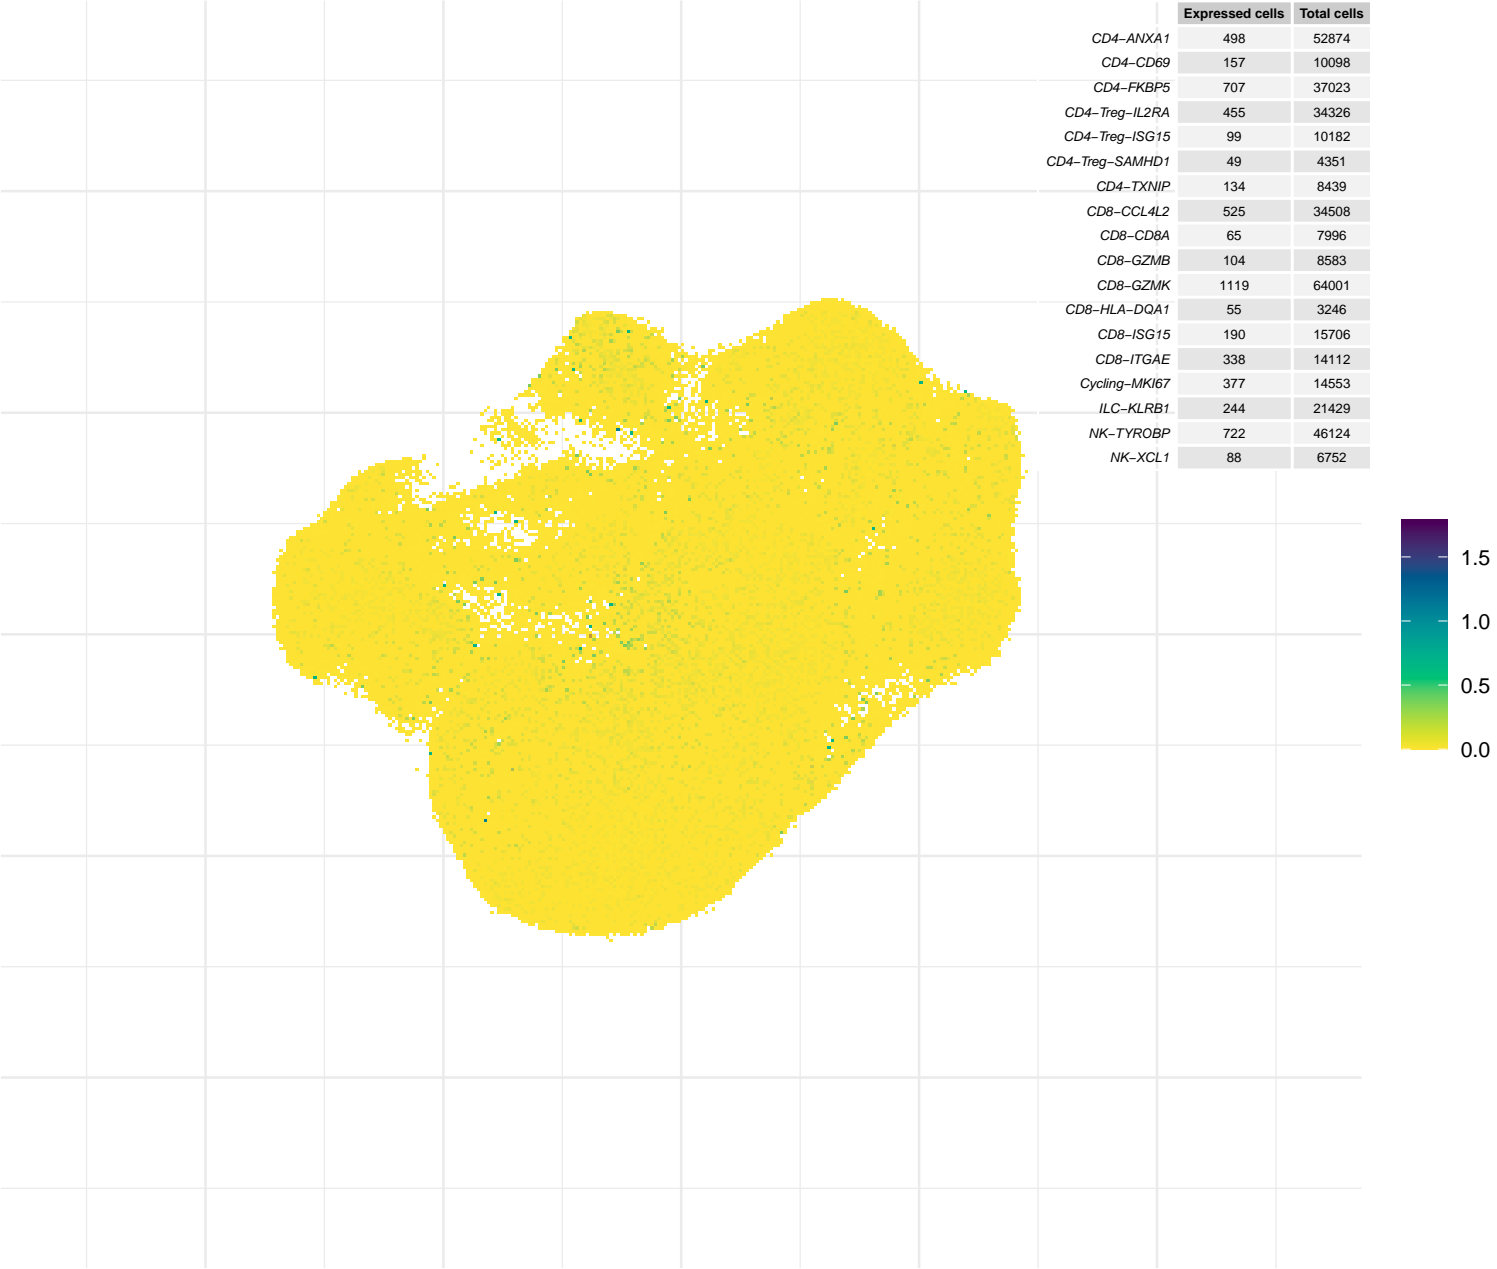 Expressed cells Total cells
CD4−ANXA1 498 52874
CD4−CD69 157 10098
CD4−FKBP5 707 37023
CD4−Treg−IL2RA 455 34326
CD4−Treg−ISG15 99 10182
CD4−Treg−SAMHD1 49 4351
CD4−TXNIP 134 8439
CD8−CCL4L2 525 34508
CD8−CD8A 65 7996
CD8−GZMB 104 8583
CD8−GZMK 1119 64001
CD8−HLA−DQA1 55 3246
CD8−ISG15 190 15706
CD8−ITGAE 338 14112
Cycling−MKI67 377 14553
ILC−KLRB1 244 21429
NK−TYROBP 722 46124
NK−XCL1 88 6752
1.5
1.0
0.5
0.0